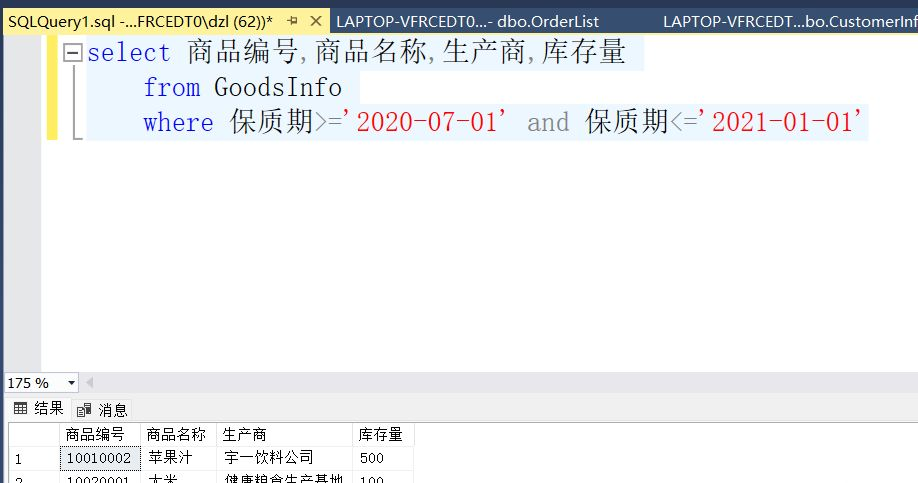 SQLQuery1.sql -...FRCEDT0\dzl (62))* LAPTOP-VFRCEDT0...- dbo.OrderList LAPTOP-VFRCEDT...bo.CustomerInf
select 商品编号,商品名称,生产商,库存量
from GoodsInfo
where 保质期>='2020-07-01' and 保质期<='2021-01-01'
175 %
结果 消息
商品编号 商品名称 生产商 库存量
1 10010002 苹果汁 宇一饮料公司 500
2 10020001 大米 健康粮食生产基地 100